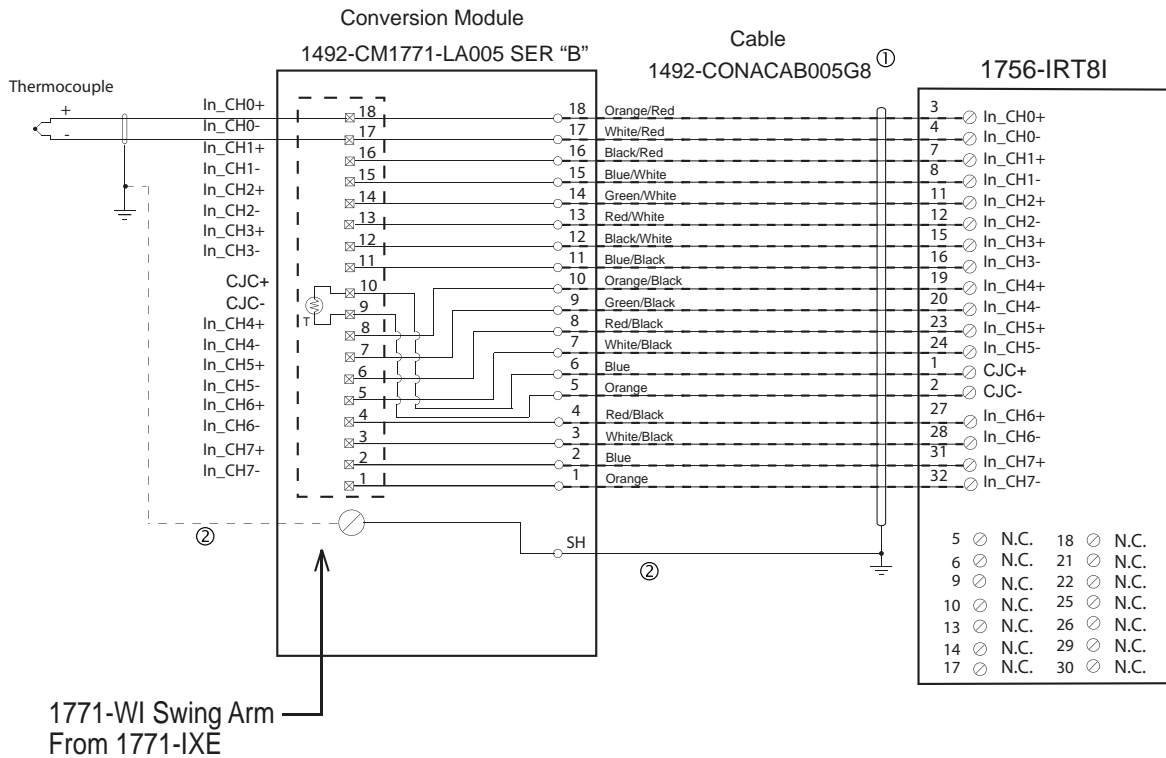 Conversion Module
1492-CM1771-LA005 SER “B”
Cable
1492-CONACAB005G8 ①
1756-IRT8I
Thermocouple
+
-
In_CH0+
In_CH0-
In_CH1+
In_CH1-
In_CH2+
In_CH2-
In_CH3+
In_CH3-
CJC+
CJC-
In_CH4+
In_CH4-
In_CH5+
In_CH5-
In_CH6+
In_CH6-
In_CH7+
In_CH7-
18
17
16
15
14
13
12
11
10
9
8
7
6
5
4
3
2
1
T
18 Orange/Red 3 In_CH0+
17 White/Red 4 In_CH0-
16 Black/Red 7 In_CH1+
15 Blue/White 8 In_CH1-
14 Green/White 11 In_CH2+
13 Red/White 12 In_CH2-
12 Black/White 15 In_CH3+
11 Blue/Black 16 In_CH3-
10 Orange/Black 19 In_CH4+
9 Green/Black 20 In_CH4-
8 Red/Black 23 In_CH5+
7 White/Black 24 In_CH5-
6 Blue 1 CJC+
5 Orange 2 CJC-
4 Red/Black 27 In_CH6+
3 White/Black 28 In_CH6-
2 Blue 31 In_CH7+
1 Orange 32 In_CH7-
②
SH
②
5 N.C. 18 N.C.
6 N.C. 21 N.C.
9 N.C. 22 N.C.
10 N.C. 25 N.C.
13 N.C. 26 N.C.
14 N.C. 29 N.C.
17 N.C. 30 N.C.
1771-WI Swing Arm
From 1771-IXE